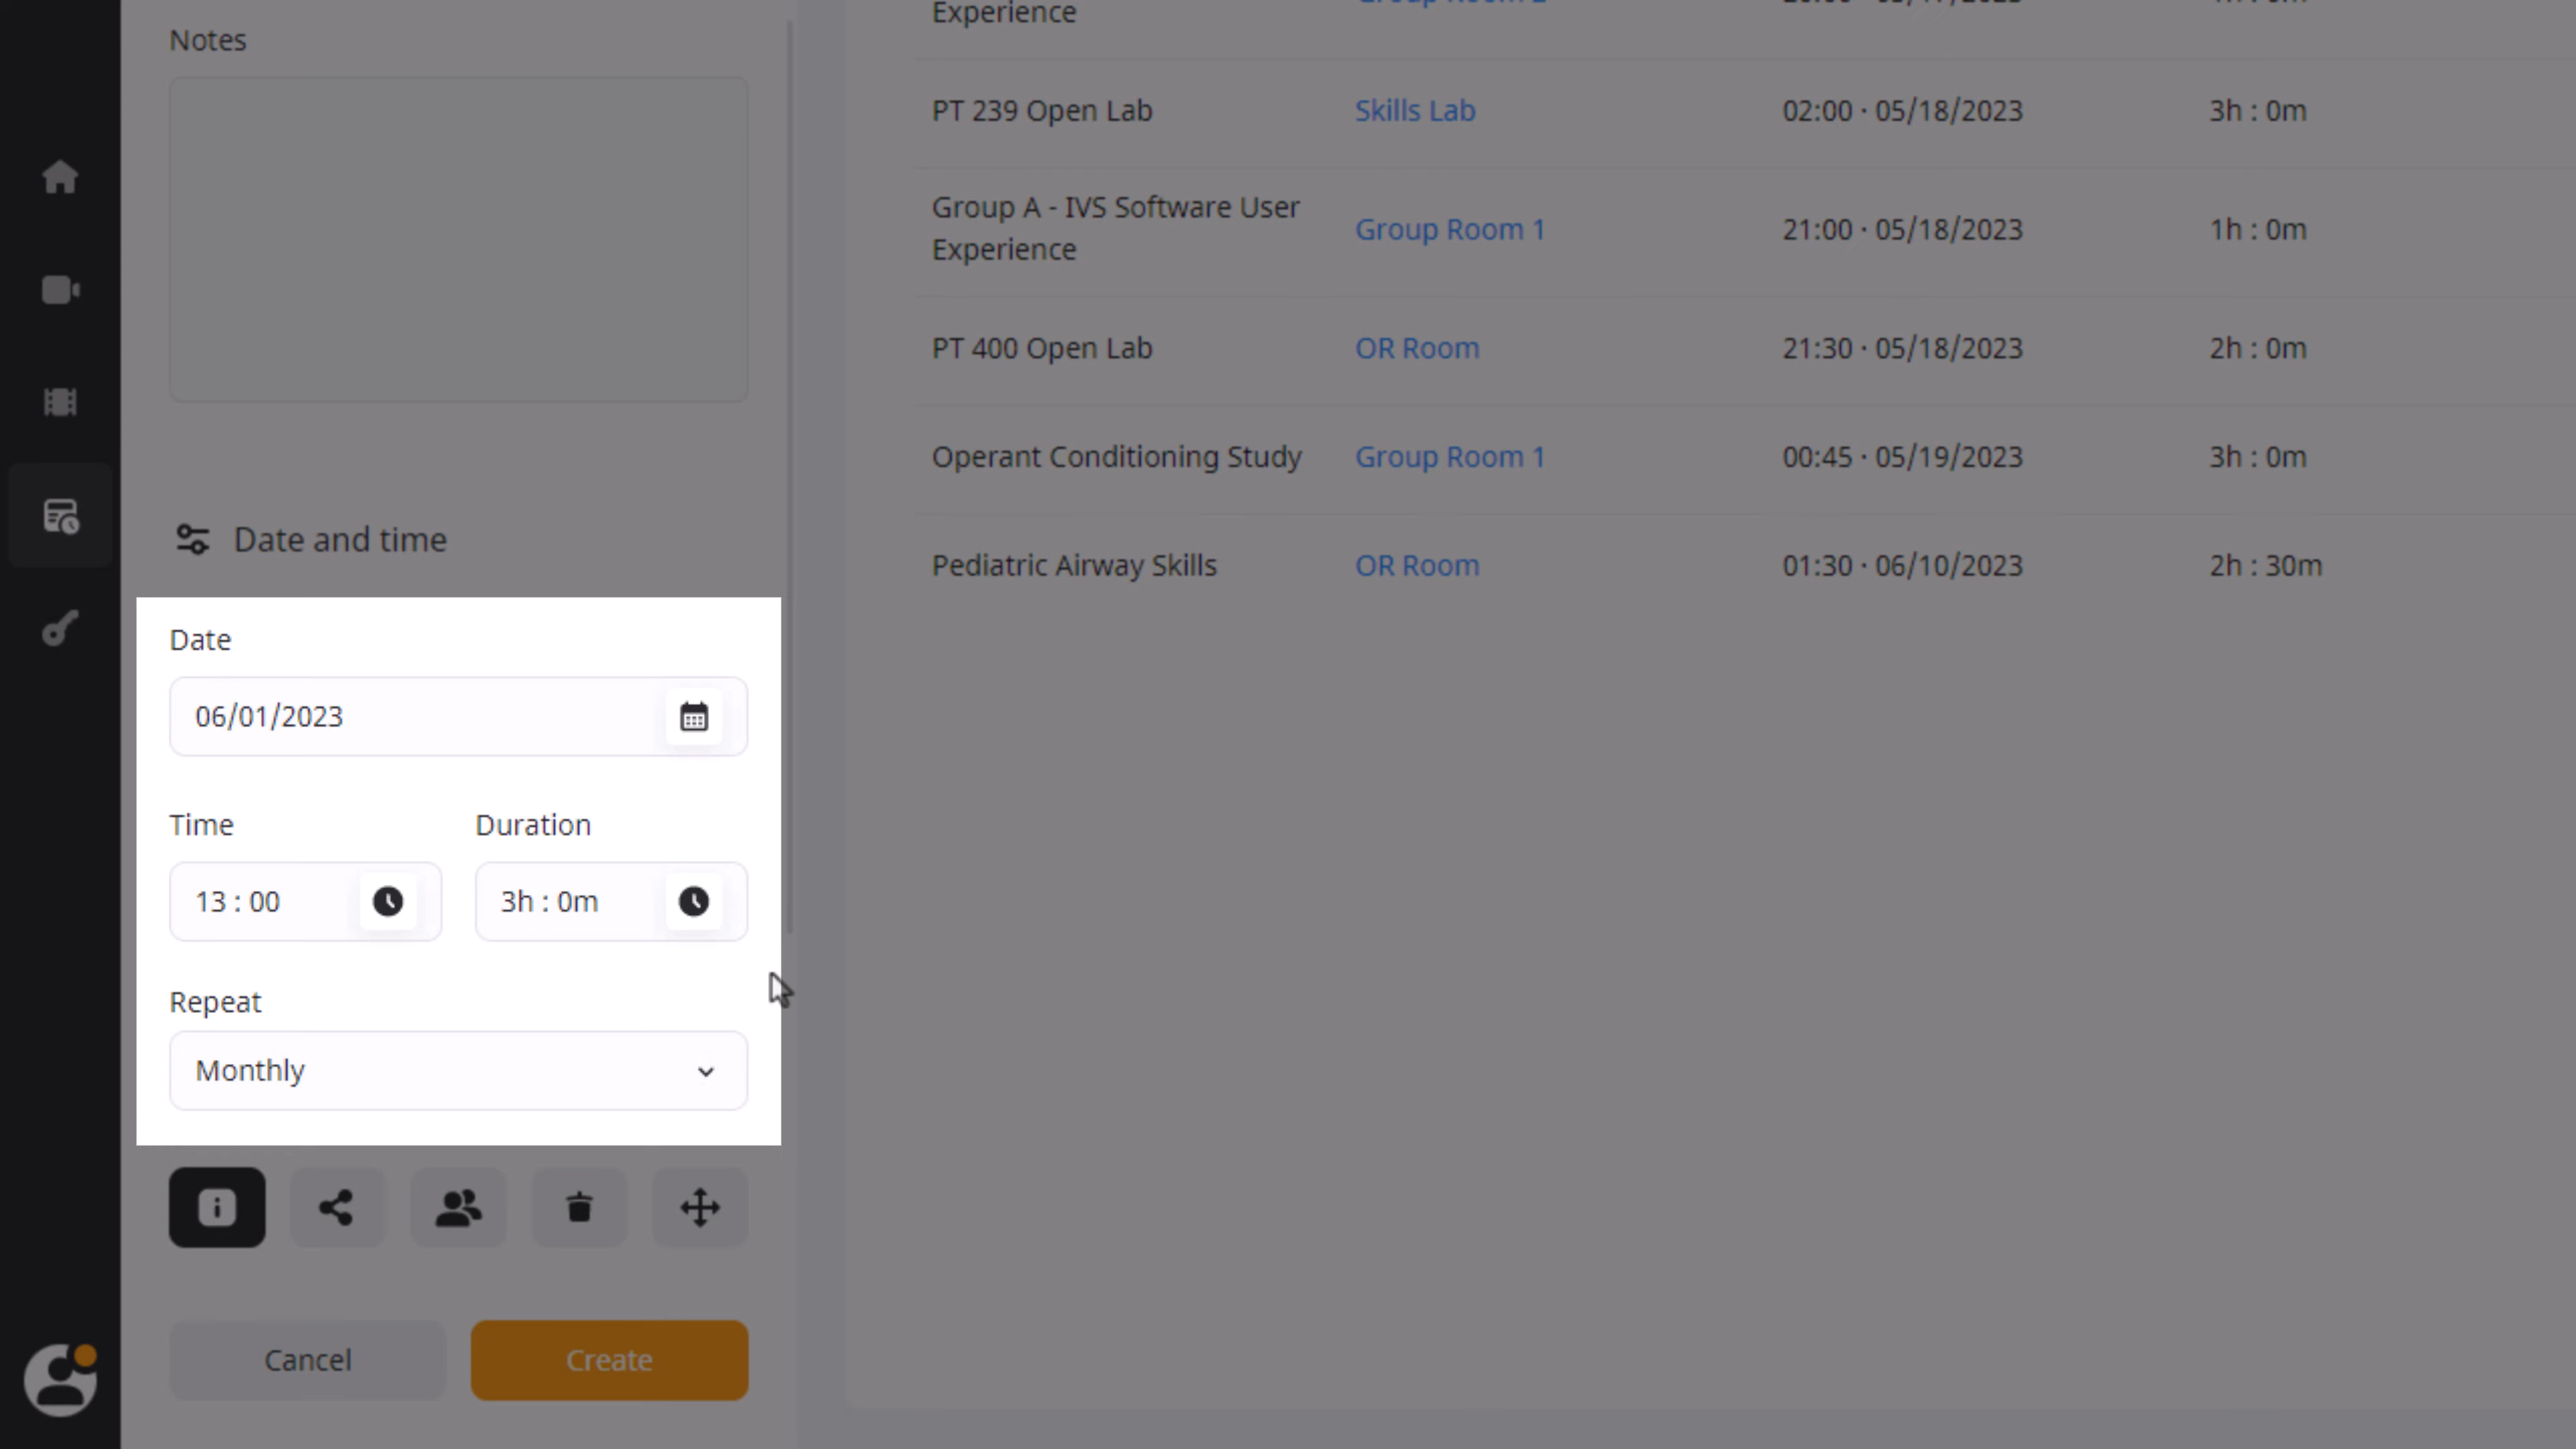 Notes
Date and time
Date
06/01/2023
Time Duration
13 : 00 3h : 0m
Repeat
Monthly
Cancel Create
Experience
PT 239 Open Lab Skills Lab 02:00 · 05/18/2023 3h : 0m
Group A - IVS Software User
Experience Group Room 1 21:00 · 05/18/2023 1h : 0m
PT 400 Open Lab OR Room 21:30 · 05/18/2023 2h : 0m
Operant Conditioning Study Group Room 1 00:45 · 05/19/2023 3h : 0m
Pediatric Airway Skills OR Room 01:30 · 06/10/2023 2h : 30m